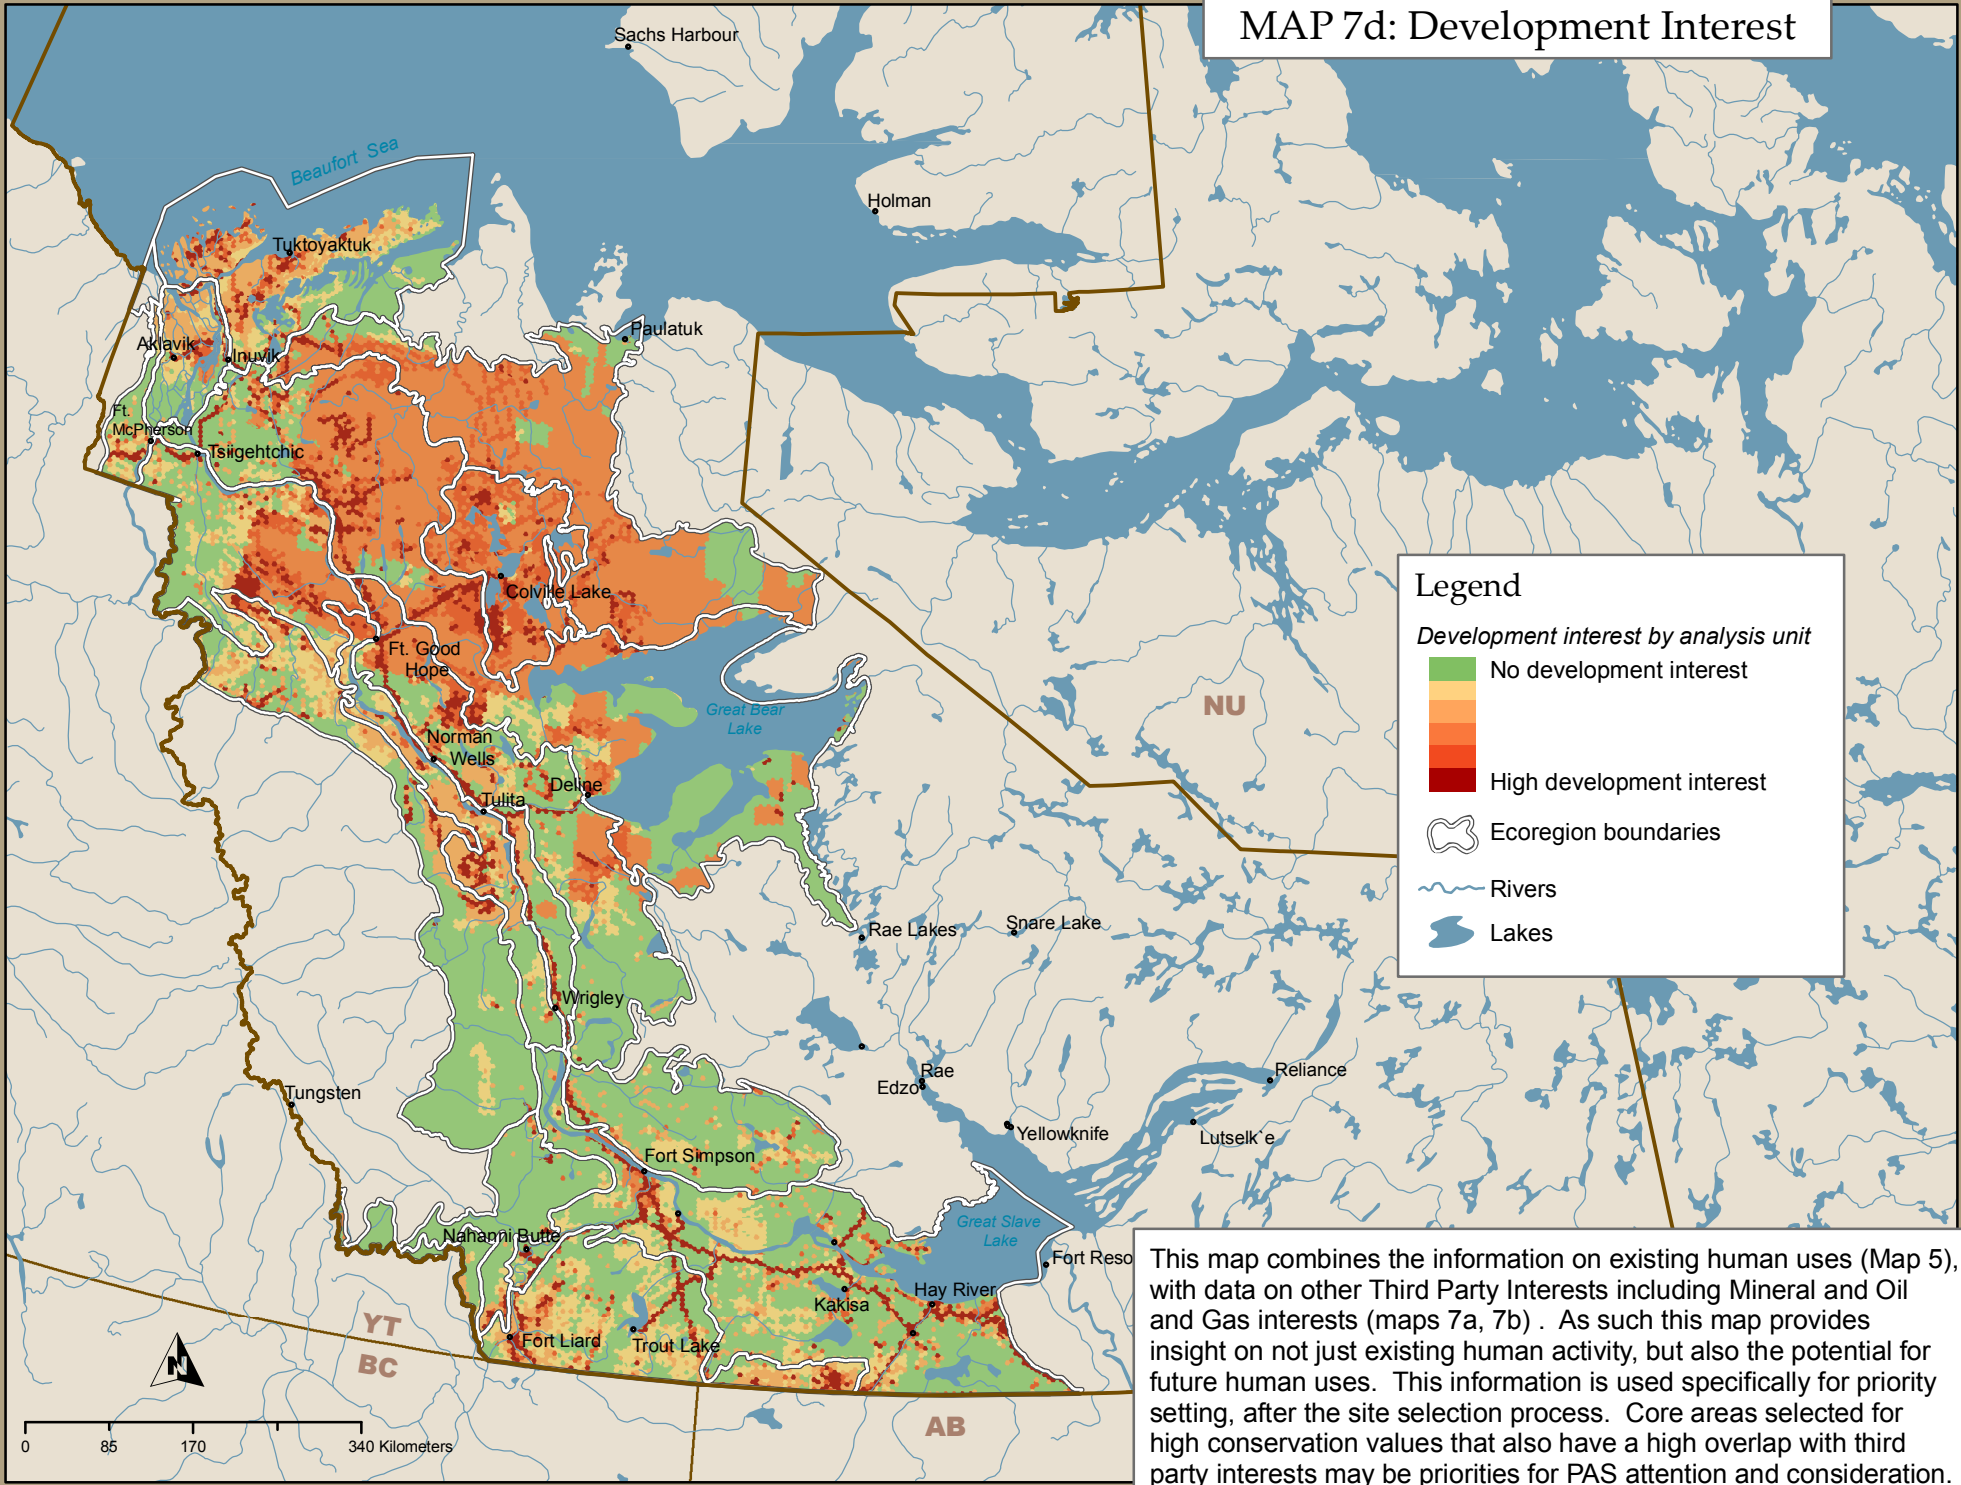 MAP 7d: Development Interest
Sachs Harbour
Beaufort Sea
Holman
Tuktoyaktuk
Paulatuk
Aklavik
Inuvik
Ft.
McPherson
Tsiigehtchic
Colville Lake
Ft. Good
Hope
Great Bear
Lake
NU
Norman
Wells
Deline
Tulita
Rae Lakes
Snare Lake
Wrigley
Rae
Edzo
Reliance
Tungsten
Yellowknife
Lutselk`e
Fort Simpson
Nahanni Butte
Great Slave
Lake
Fort Reso
Hay River
Kakisa
Fort Liard
Trout Lake
YT
BC
AB
N
0 85 170 340 Kilometers
Legend
Development interest by analysis unit
No development interest
High development interest
Ecoregion boundaries
Rivers
Lakes
This map combines the information on existing human uses (Map 5),
with data on other Third Party Interests including Mineral and Oil
and Gas interests (maps 7a, 7b) . As such this map provides
insight on not just existing human activity, but also the potential for
future human uses. This information is used specifically for priority
setting, after the site selection process. Core areas selected for
high conservation values that also have a high overlap with third
party interests may be priorities for PAS attention and consideration.